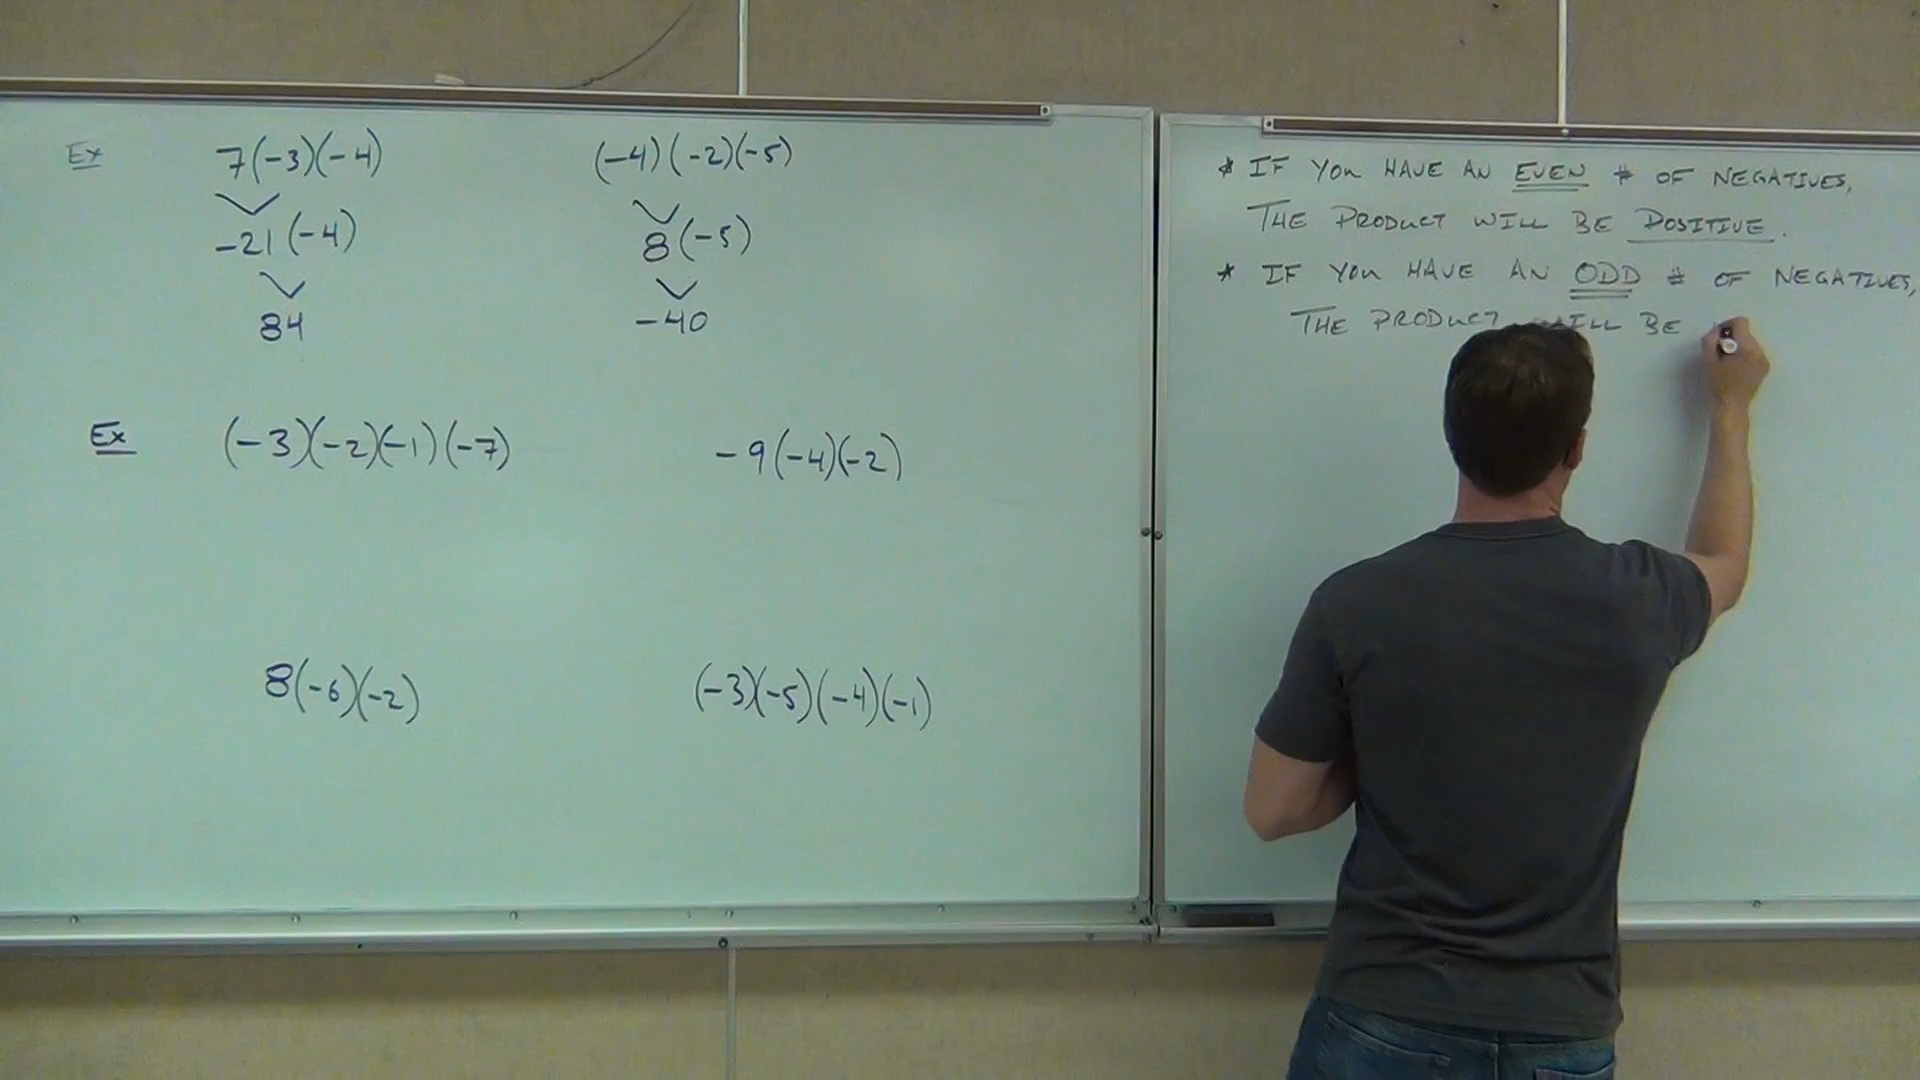 Ex 7(-3)(-4) (-4)(-2)(-5)
-21(-4) 8(-5)
84 -40
Ex (-3)(-2)(-1)(-7) -9(-4)(-2)
8(-6)(-2) (-3)(-5)(-4)(-1)
* IF YOU HAVE AN EVEN # OF NEGATIVES,
THE PRODUCT WILL BE POSITIVE.
* IF YOU HAVE AN ODD # OF NEGATIVES,
THE PRODUCT WILL BE